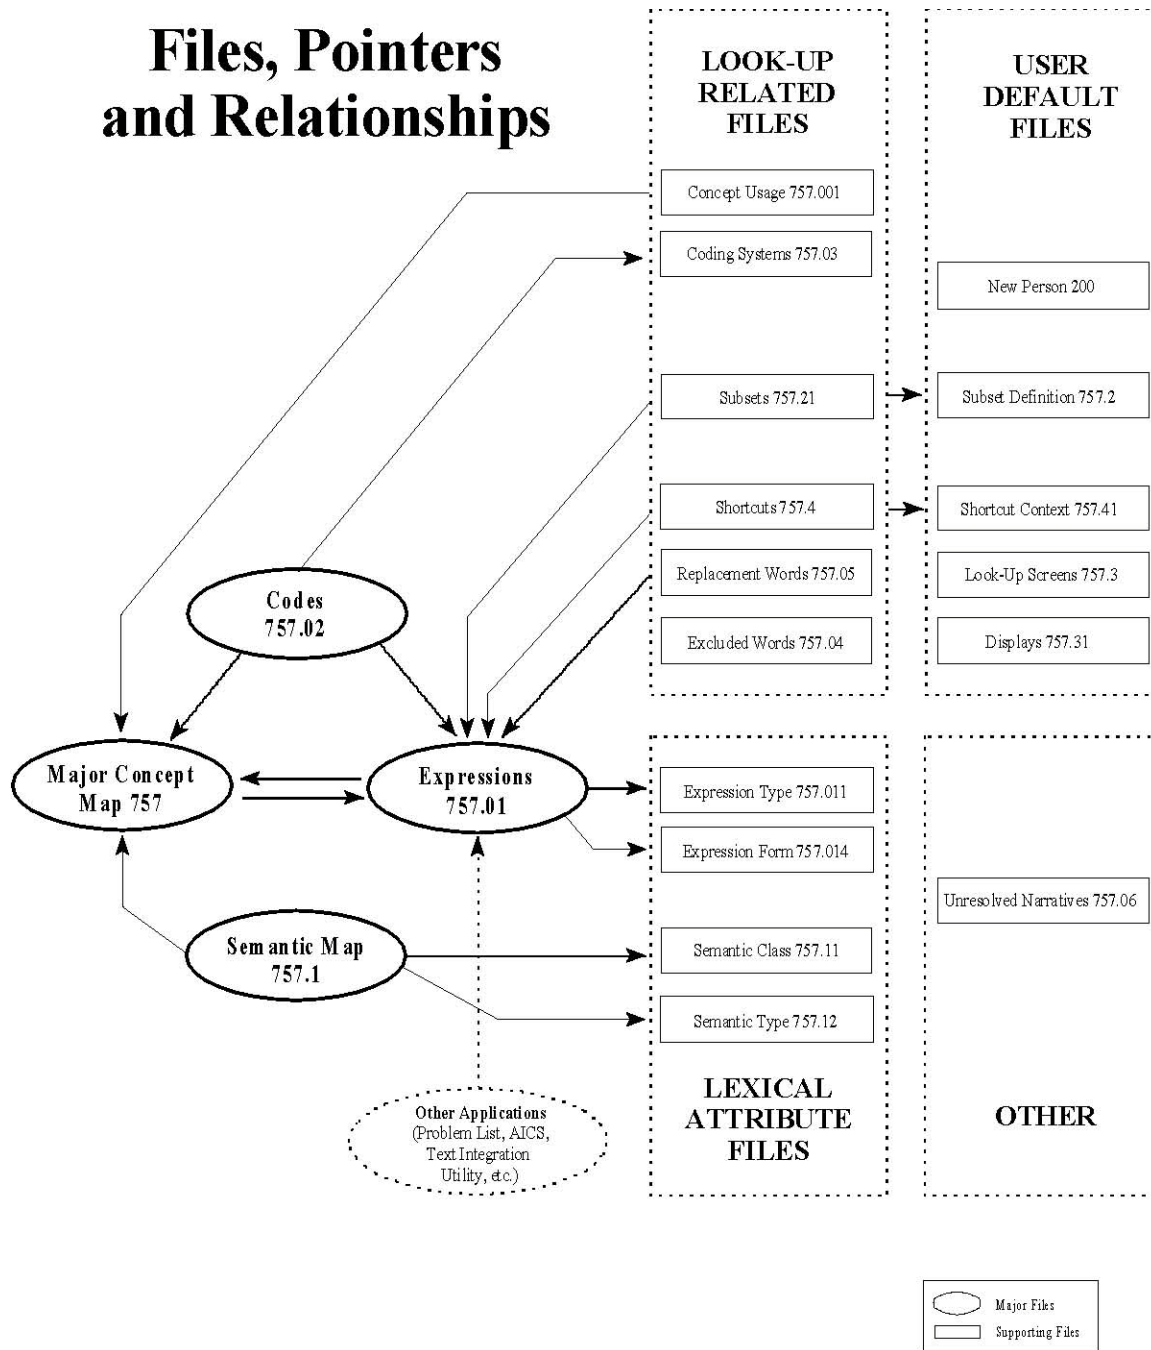 Files, Pointers
and Relationships
LOOK-UP
RELATED
FILES
USER
DEFAULT
FILES
Concept Usage 757.001
Coding Systems 757.03
New Person 200
Subsets 757.21
Subset Definition 757.2
Shortcuts 757.4
Shortcut Context 757.41
Replacement Words 757.05
Look-Up Screens 757.3
Excluded Words 757.04
Displays 757.31
Codes
757.02
Major Concept
Map 757
Expressions
757.01
Expression Type 757.011
Expression Form 757.014
Unresolved Narratives 757.06
Semantic Map
757.1
Semantic Class 757.11
Semantic Type 757.12
Other Applications
(Problem List, AICS,
Text Integration
Utility, etc.)
LEXICAL
ATTRIBUTE
FILES
OTHER
Major Files
Supporting Files